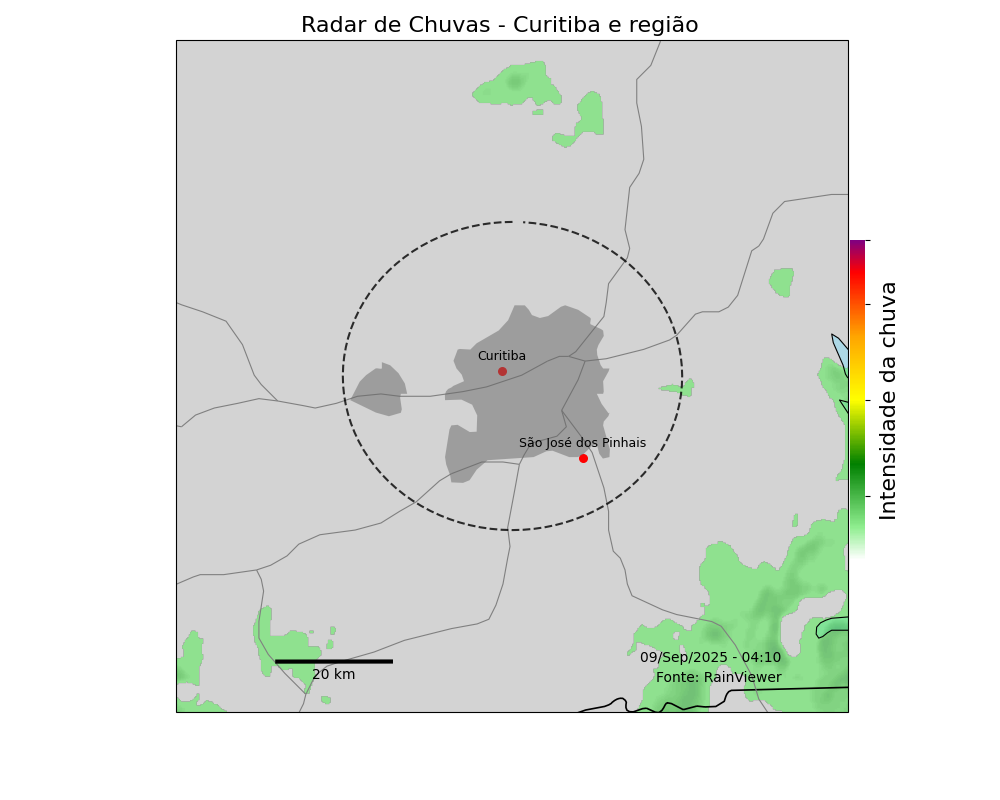 Radar de Chuvas - Curitiba e região
Curitiba
São José dos Pinhais
Intensidade da chuva
09/Sep/2025 - 04:10
Fonte: RainViewer
20 km